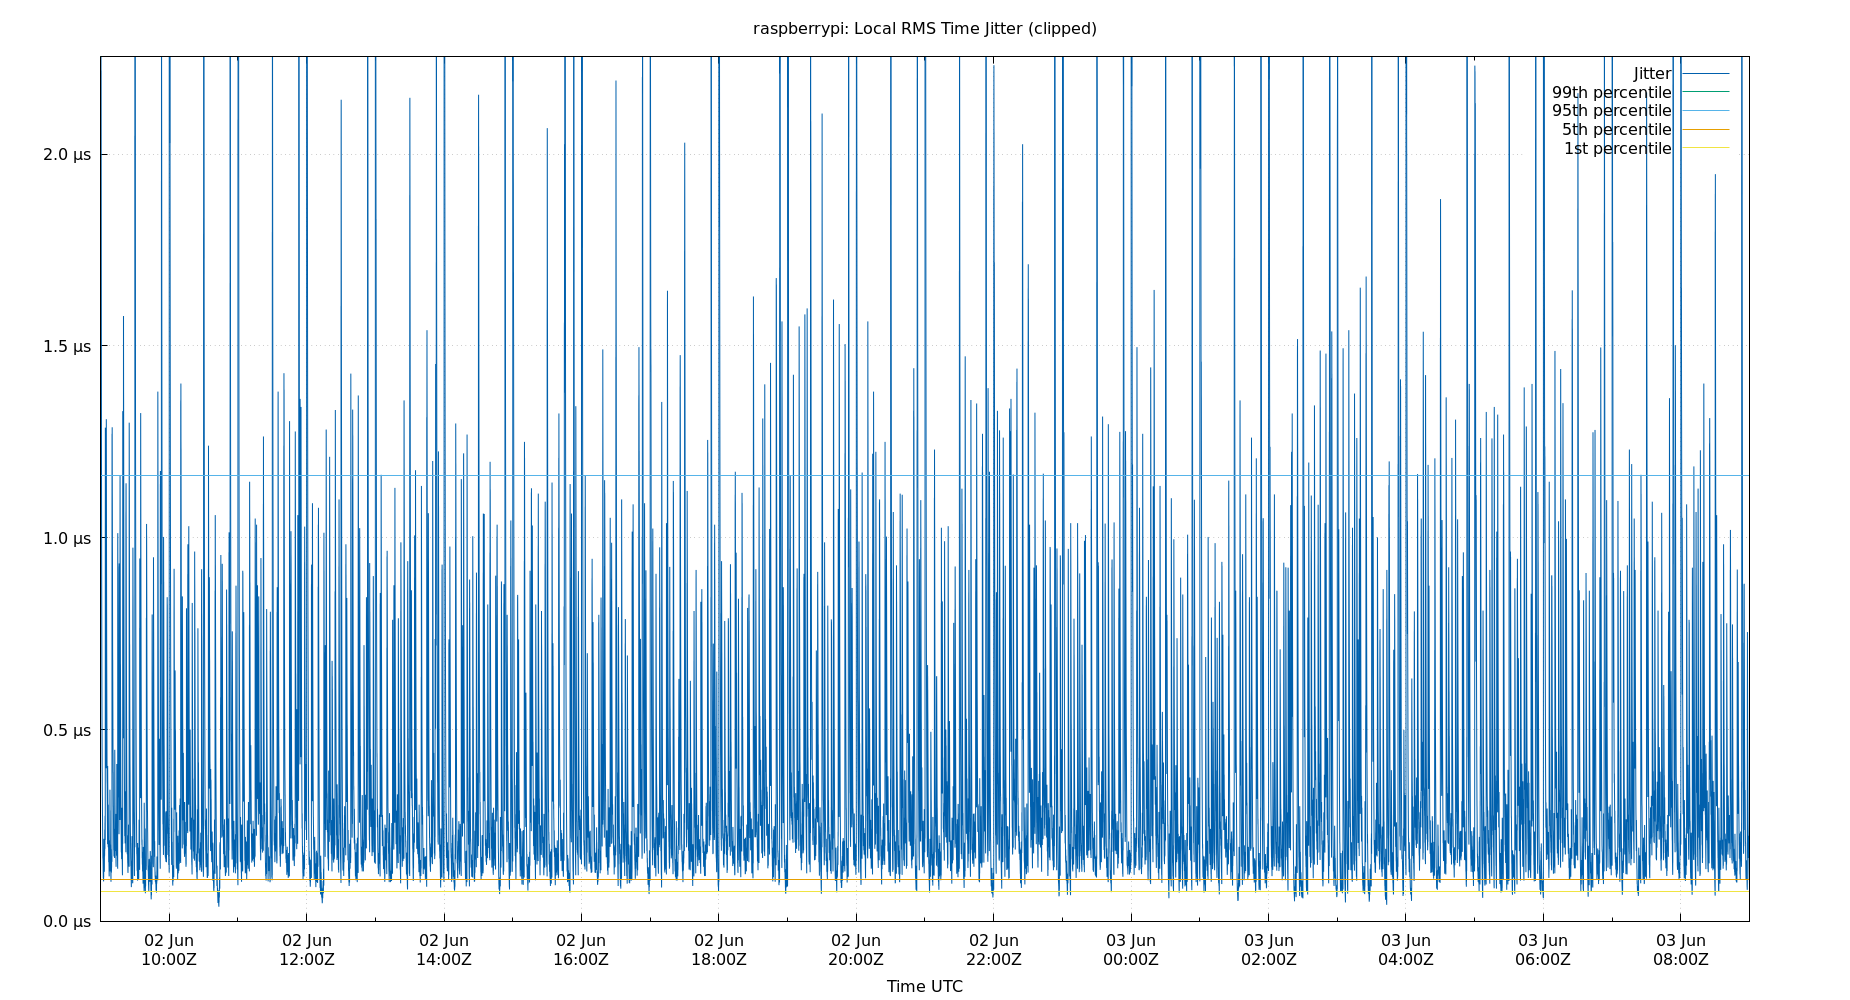 raspberrypi: Local RMS Time Jitter (clipped)
Jitter
99th percentile
95th percentile
5th percentile
1st percentile
2.0 μs
1.5 μs
1.0 μs
0.5 μs
0.0 μs
02 Jun 02 Jun 02 Jun 02 Jun 02 Jun 02 Jun 02 Jun 03 Jun 03 Jun 03 Jun 03 Jun 03 Jun
10:00Z 12:00Z 14:00Z 16:00Z 18:00Z 20:00Z 22:00Z 00:00Z 02:00Z 04:00Z 06:00Z 08:00Z
Time UTC